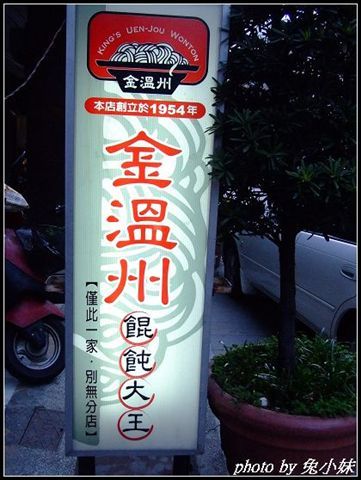 KING'S UEN-JOU WONTON
金溫州
本店創立於1954年
金溫州
餛飩大王
【僅此一家．別無分店】
photo by 兔小妹